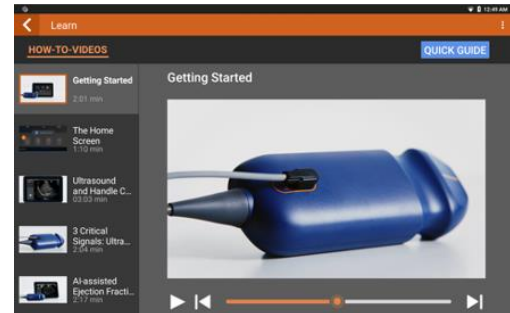 12:49 AM
Learn
HOW-TO-VIDEOS
QUICK GUIDE
Getting Started
2:01 min
The Home
Screen
1:10 min
Ultrasound
and Handle C...
03:03 min
3 Critical
Signals: Ultra...
2:04 min
AI-assisted
Ejection Fracti...
2:17 min
Getting Started